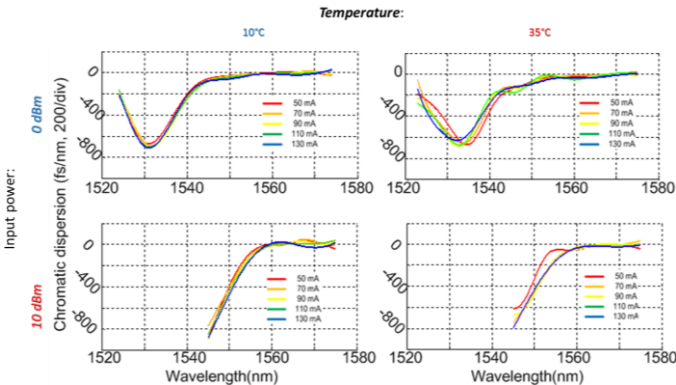 Temperature:
10°C
35°C
Input power:
0 dBm
10 dBm
Chromatic dispersion (fs/nm, 200/div)
0
-400
-800
1520
1540
1560
1580
50 mA
70 mA
90 mA
110 mA
130 mA
0
-400
-800
1520
1540
1560
1580
50 mA
70 mA
90 mA
110 mA
130 mA
0
-400
-800
1520
1540
1560
1580
50 mA
70 mA
90 mA
110 mA
130 mA
Wavelength(nm)
0
-400
-800
1520
1540
1560
1580
50 mA
70 mA
90 mA
110 mA
130 mA
Wavelength(nm)